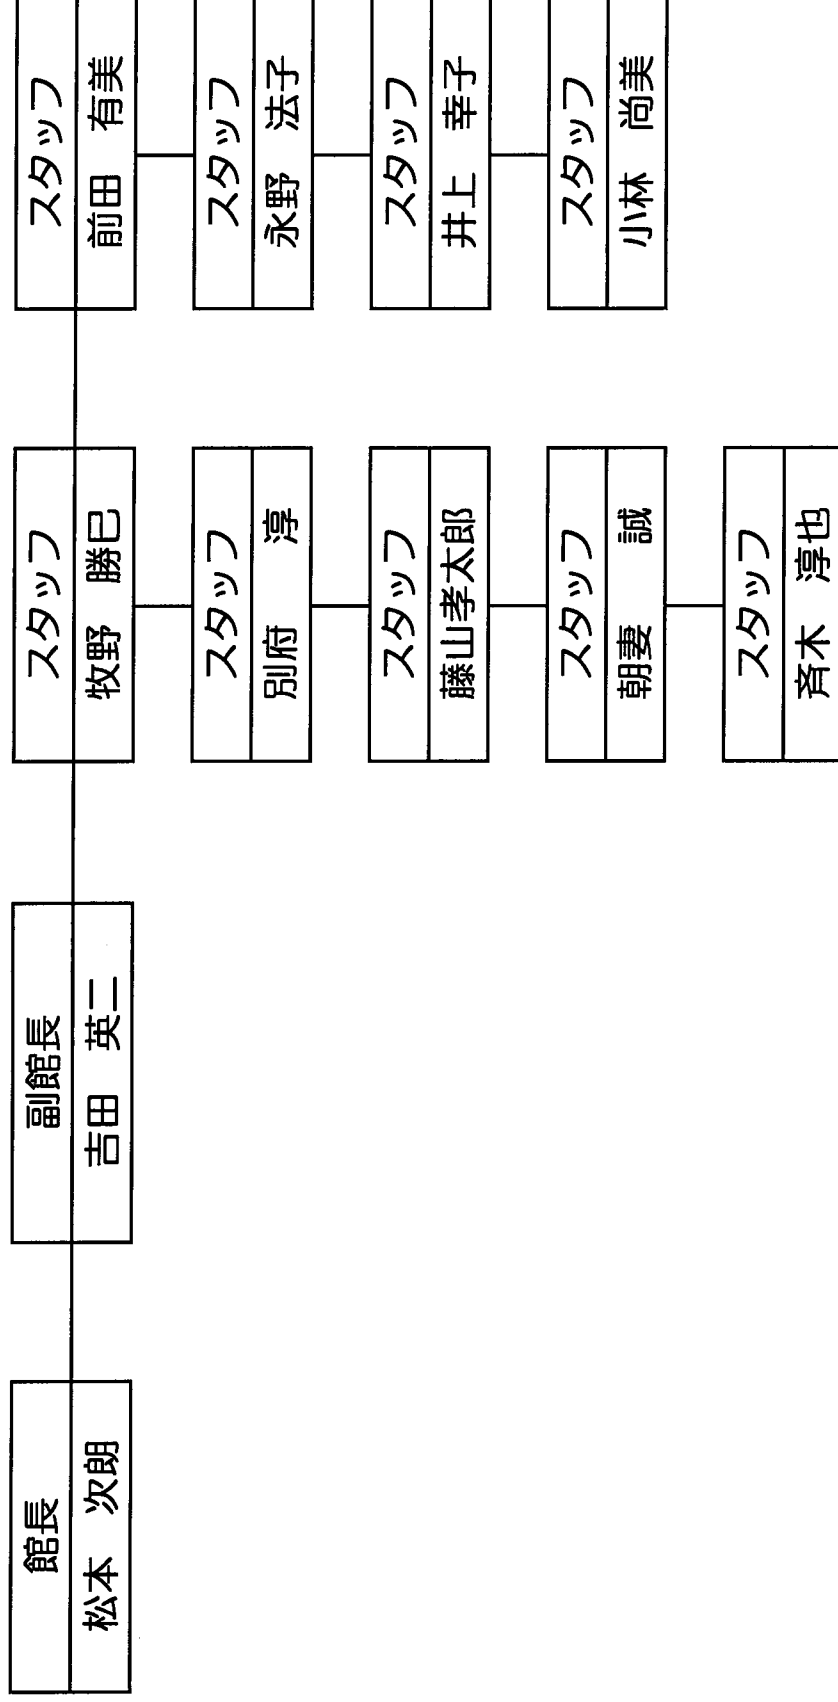 館長
松本 次朗
副館長
吉田 英二
スタッフ
牧野 勝巳
スタッフ
別府 淳
スタッフ
藤山孝太郎
スタッフ
朝妻 誠
スタッフ
斉木 淳也
スタッフ
前田 有美
スタッフ
永野 法子
スタッフ
井上 幸子
スタッフ
小林 尚美